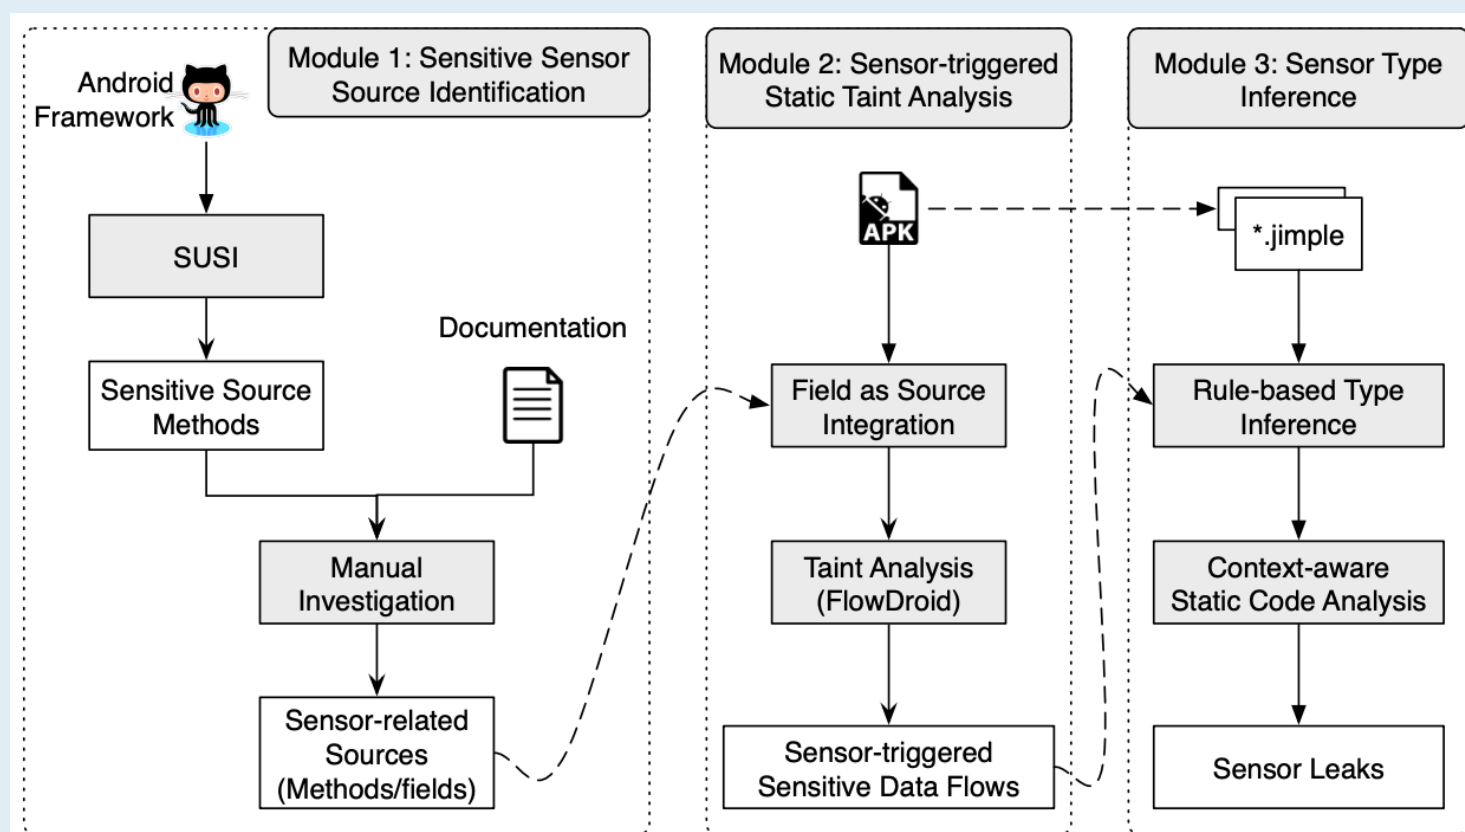 Module 1: Sensitive Sensor
Source Identification
Android
Framework
SUSI
Sensitive Source
Methods
Documentation
Manual
Investigation
Sensor-related
Sources
(Methods/fields)
Module 2: Sensor-triggered
Static Taint Analysis
APK
Field as Source
Integration
Taint Analysis
(FlowDroid)
Sensor-triggered
Sensitive Data Flows
Module 3: Sensor Type
Inference
*.jimple
Rule-based Type
Inference
Context-aware
Static Code Analysis
Sensor Leaks